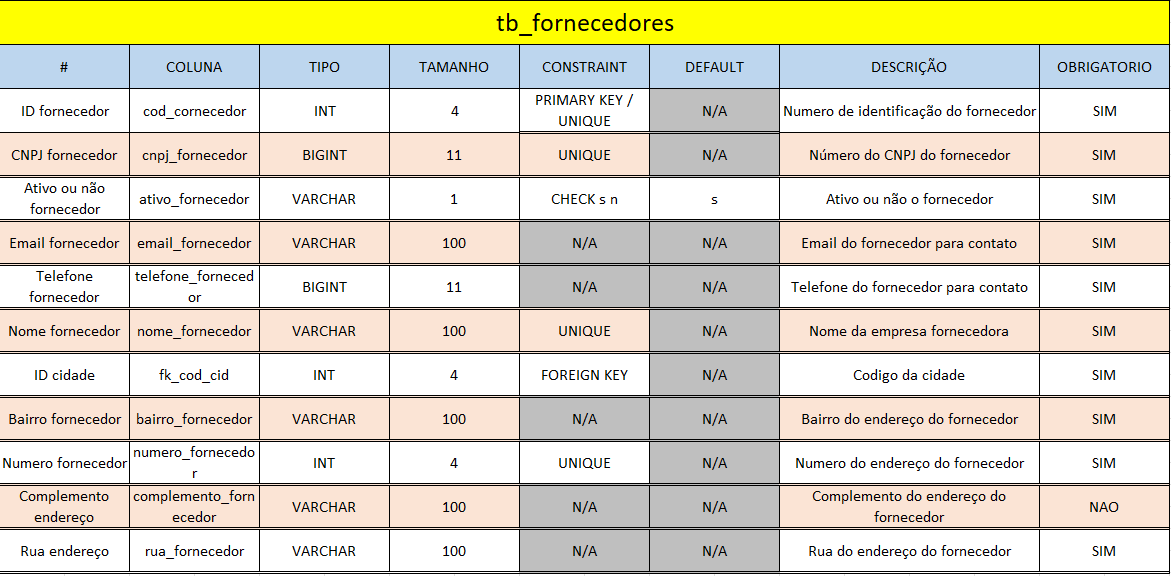 tb_fornecedores
# COLUNA TIPO TAMANHO CONSTRAINT DEFAULT DESCRIÇÃO OBRIGATORIO
ID fornecedor cod_cornecedor INT 4 PRIMARY KEY / UNIQUE N/A Numero de identificação do fornecedor SIM
CNPJ fornecedor cnpj_fornecedor BIGINT 11 UNIQUE N/A Número do CNPJ do fornecedor SIM
Ativo ou não fornecedor ativo_fornecedor VARCHAR 1 CHECK s n s Ativo ou não o fornecedor SIM
Email fornecedor email_fornecedor VARCHAR 100 N/A N/A Email do fornecedor para contato SIM
Telefone fornecedor telefone_fornecedor BIGINT 11 N/A N/A Telefone do fornecedor para contato SIM
Nome fornecedor nome_fornecedor VARCHAR 100 UNIQUE N/A Nome da empresa fornecedora SIM
ID cidade fk_cod_cid INT 4 FOREIGN KEY N/A Codigo da cidade SIM
Bairro fornecedor bairro_fornecedor VARCHAR 100 N/A N/A Bairro do endereço do fornecedor SIM
Numero fornecedor numero_fornecedor INT 4 UNIQUE N/A Numero do endereço do fornecedor SIM
Complemento endereço complemento_fornecedor VARCHAR 100 N/A N/A Complemento do endereço do fornecedor NAO
Rua endereço rua_fornecedor VARCHAR 100 N/A N/A Rua do endereço do fornecedor SIM